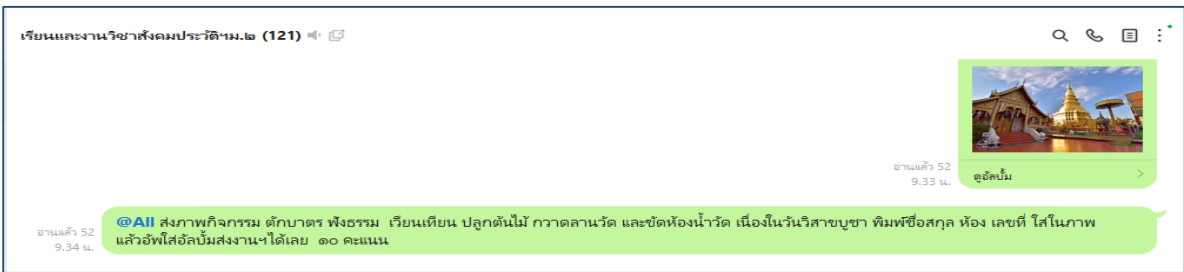 เรียนและงานวิชาสังคมประวัติฯม.๒ (121)
อ่านแล้ว 52
9.33 น.
ดูอัลบั้ม
@All ส่งภาพกิจกรรม ตักบาตร ฟังธรรม เวียนเทียน ปลูกต้นไม้ กวาดลานวัด และขัดห้องน้ำวัด เนื่องในวันวิสาขบูชา พิมพ์ชื่อสกุล ห้อง เลขที่ ใส่ในภาพ
แล้วอัพใส่อัลบั้มส่งงานฯได้เลย ๑๐ คะแนน
อ่านแล้ว 52
9.34 น.